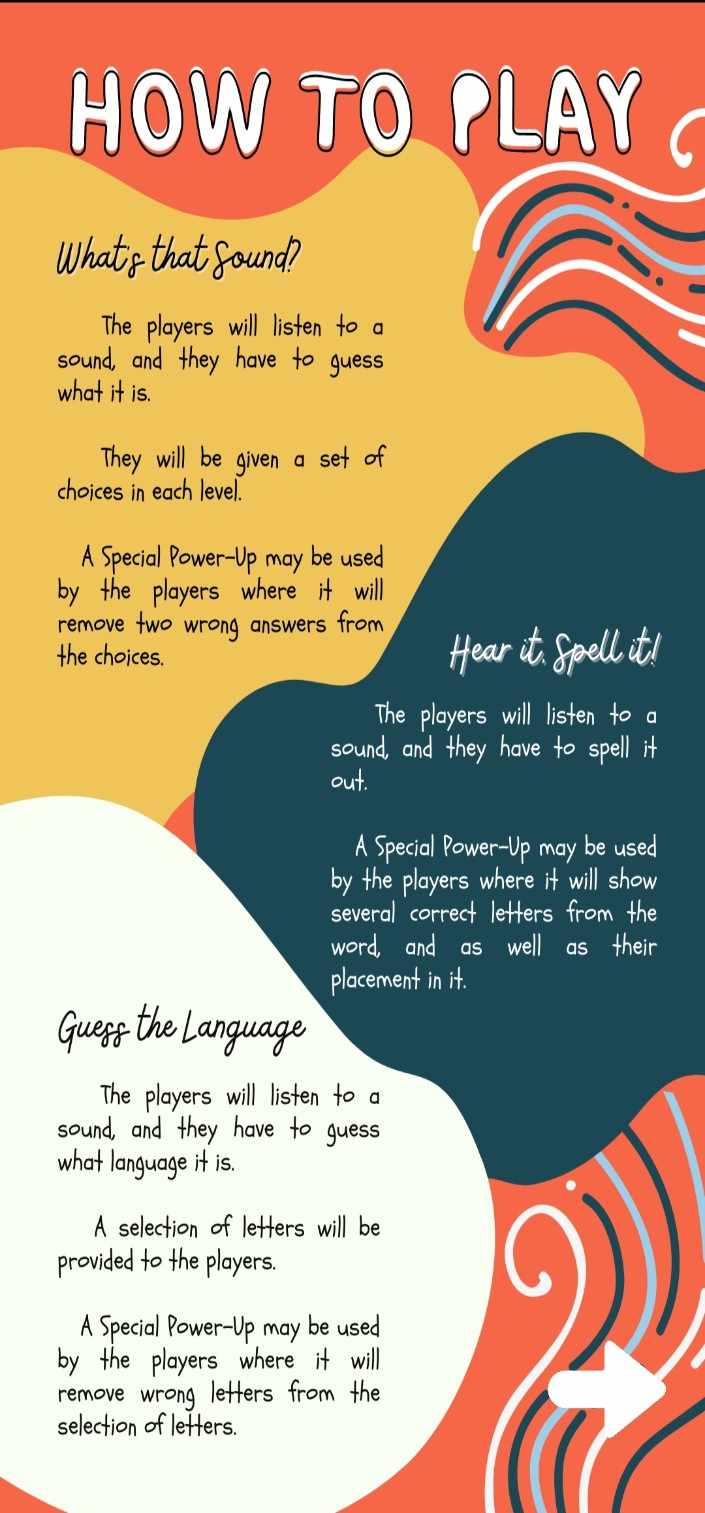 HOW TO PLAY
What's that Sound?
The players will listen to a
sound, and they have to guess
what it is.
They will be given a set of
choices in each level.
A Special Power-Up may be used
by the players where it will
remove two wrong answers from
the choices.
Hear it, Spell it!
The players will listen to a
sound, and they have to spell it
out.
A Special Power-Up may be used
by the players where it will show
several correct letters from the
word, and as well as their
placement in it.
Guess the Language
The players will listen to a
sound, and they have to guess
what language it is.
A selection of letters will be
provided to the players.
A Special Power-Up may be used
by the players where it will
remove wrong letters from the
selection of letters.